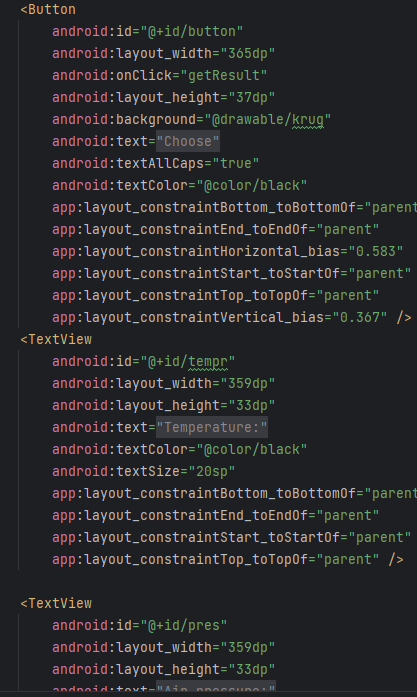 <Button
android:id="@+id/button"
android:layout_width="365dp"
android:onClick="getResult"
android:layout_height="37dp"
android:background="@drawable/krug"
android:text="Choose"
android:textAllCaps="true"
android:textColor="@color/black"
app:layout_constraintBottom_toBottomOf="parent
app:layout_constraintEnd_toEndOf="parent"
app:layout_constraintHorizontal_bias="0.583"
app:layout_constraintStart_toStartOf="parent"
app:layout_constraintTop_toTopOf="parent"
app:layout_constraintVertical_bias="0.367" />
<TextView
android:id="@+id/tempr"
android:layout_width="359dp"
android:layout_height="33dp"
android:text="Temperature:"
android:textColor="@color/black"
android:textSize="20sp"
app:layout_constraintBottom_toBottomOf="parent
app:layout_constraintEnd_toEndOf="parent"
app:layout_constraintStart_toStartOf="parent"
app:layout_constraintTop_toTopOf="parent" />
<TextView
android:id="@+id/pres"
android:layout_width="359dp"
android:layout_height="33dp"
android:text="Air pressure:"